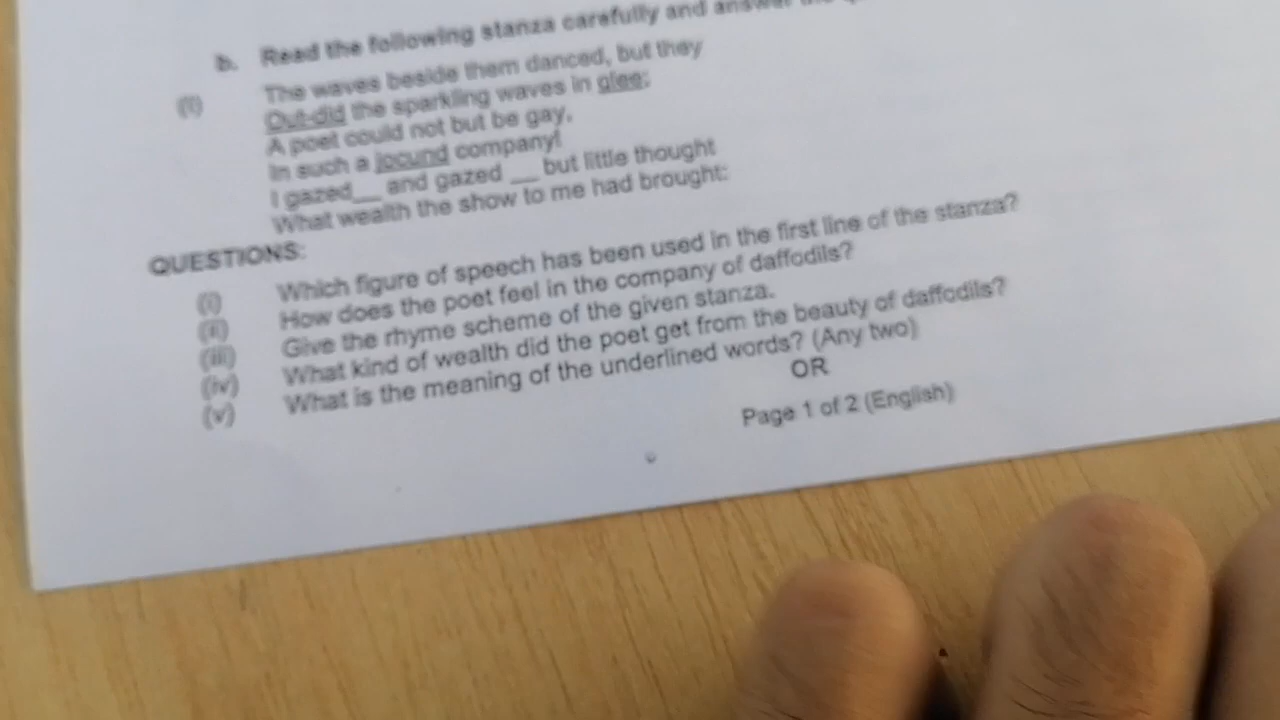 b. Read the following stanza carefully and answer the
(i) The waves beside them danced, but they
Out-did the sparkling waves in glee:
A poet could not but be gay,
In such a jocund company!
I gazed__ and gazed __ but little thought
What wealth the show to me had brought:
QUESTIONS:
(i) Which figure of speech has been used in the first line of the stanza?
(ii) How does the poet feel in the company of daffodils?
(iii) Give the rhyme scheme of the given stanza.
(iv) What kind of wealth did the poet get from the beauty of daffodils?
(v) What is the meaning of the underlined words? (Any two)
OR
Page 1 of 2 (English)